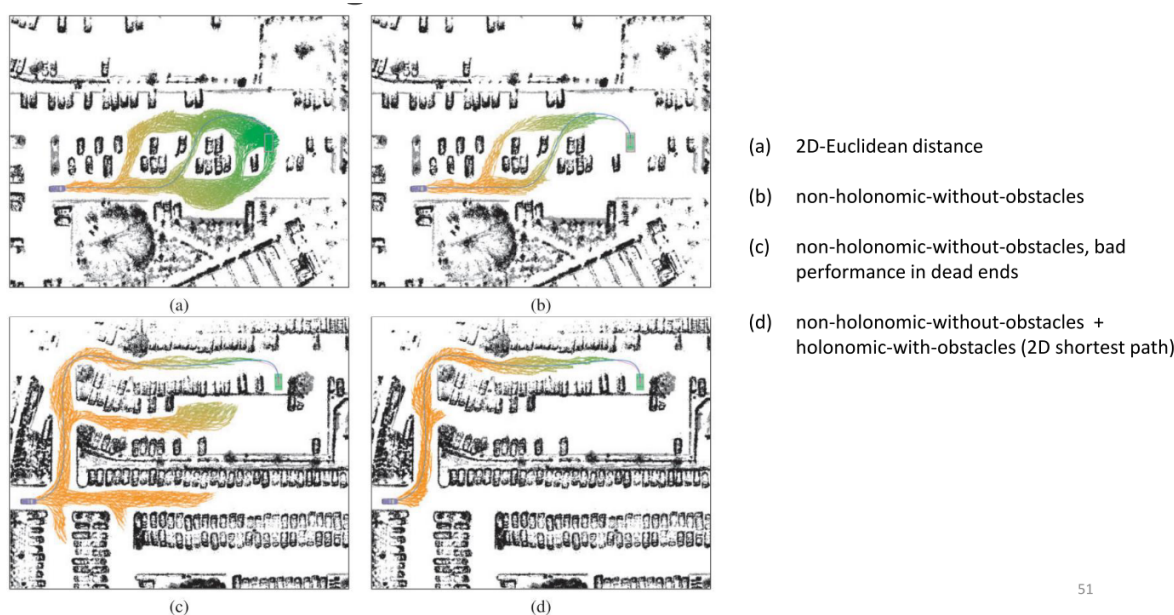 (a) 2D-Euclidean distance
(b) non-holonomic-without-obstacles
(c) non-holonomic-without-obstacles, bad
performance in dead ends
(d) non-holonomic-without-obstacles +
holonomic-with-obstacles (2D shortest path)
(a)
(b)
(c)
(d)
51